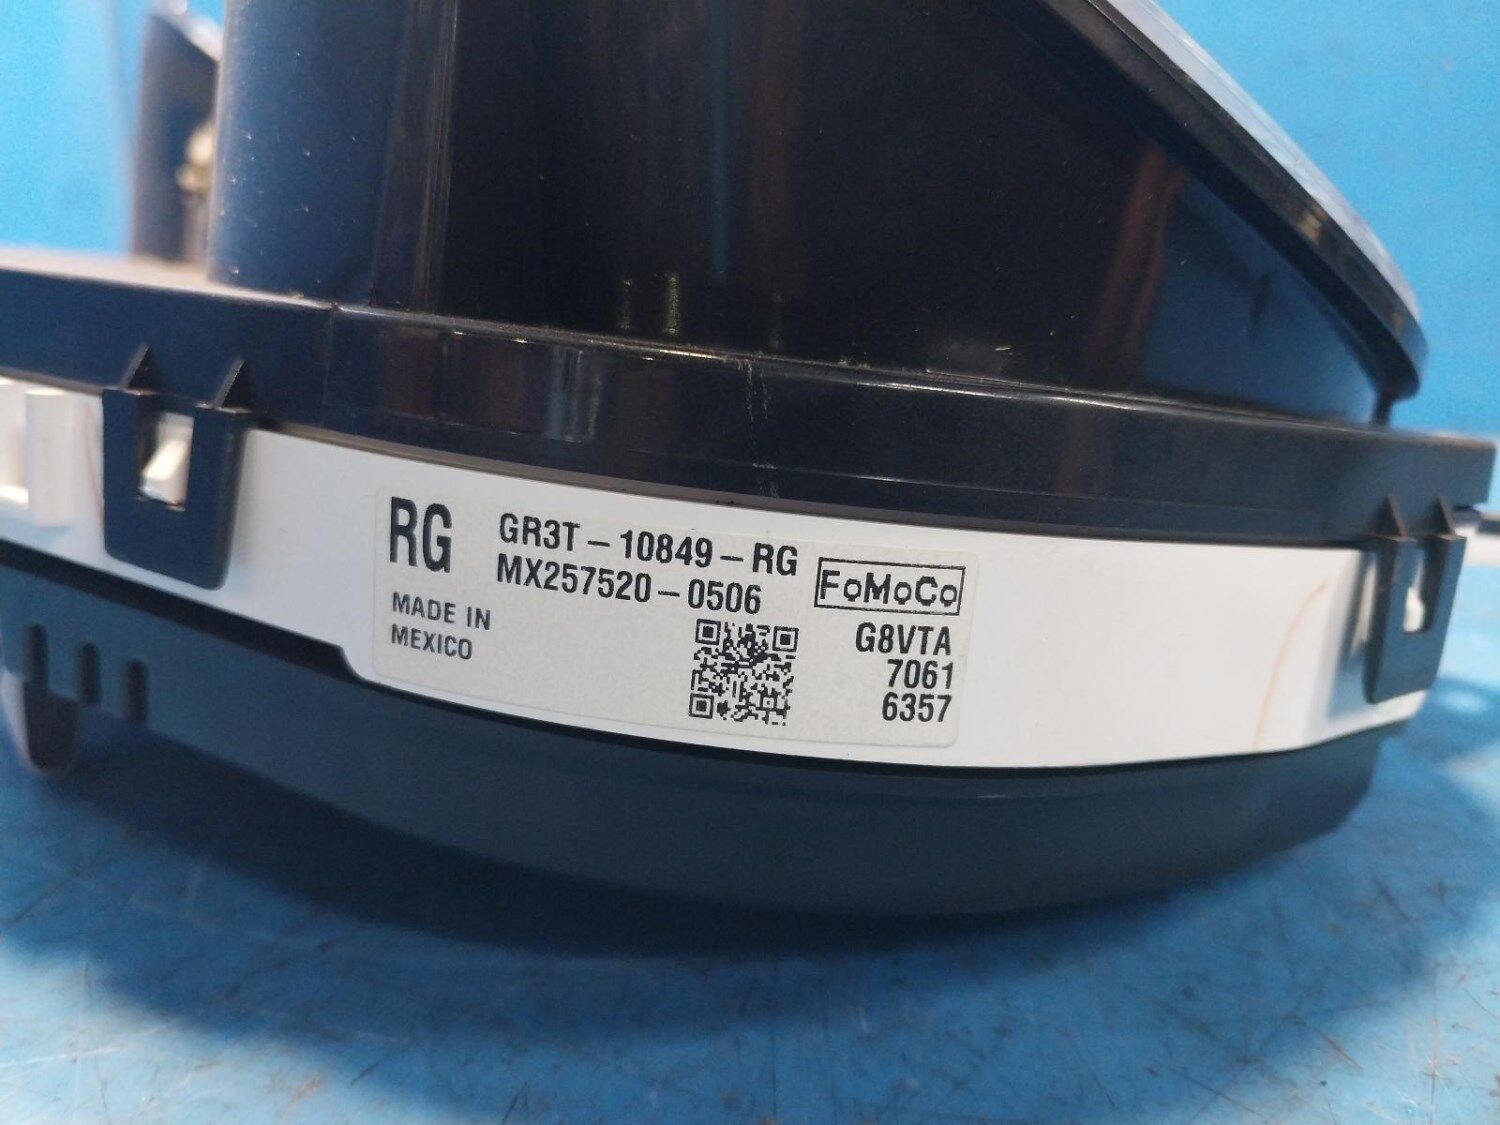 RG
GR3T-10849-RG
MX257520-0506
FoMoCo
MADE IN
MEXICO
G8VTA
7061
6357